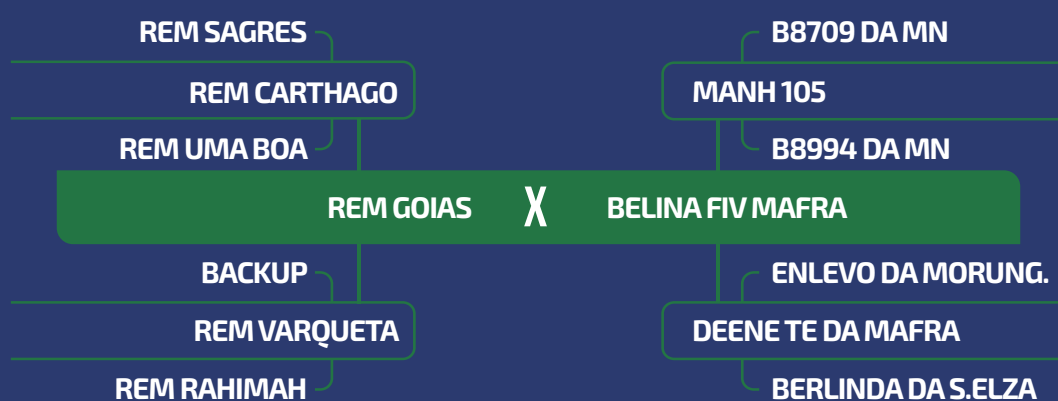 REM SAGRES
B8709 DA MN
REM CARTHAGO
MANH 105
REM UMA BOA
B8994 DA MN
REM GOIAS X BELINA FIV MAFRA
BACKUP
ENLEVO DA MORUNG.
REM VARQUETA
DEENE TE DA MAFRA
REM RAHIMAH
BERLINDA DA S.ELZA